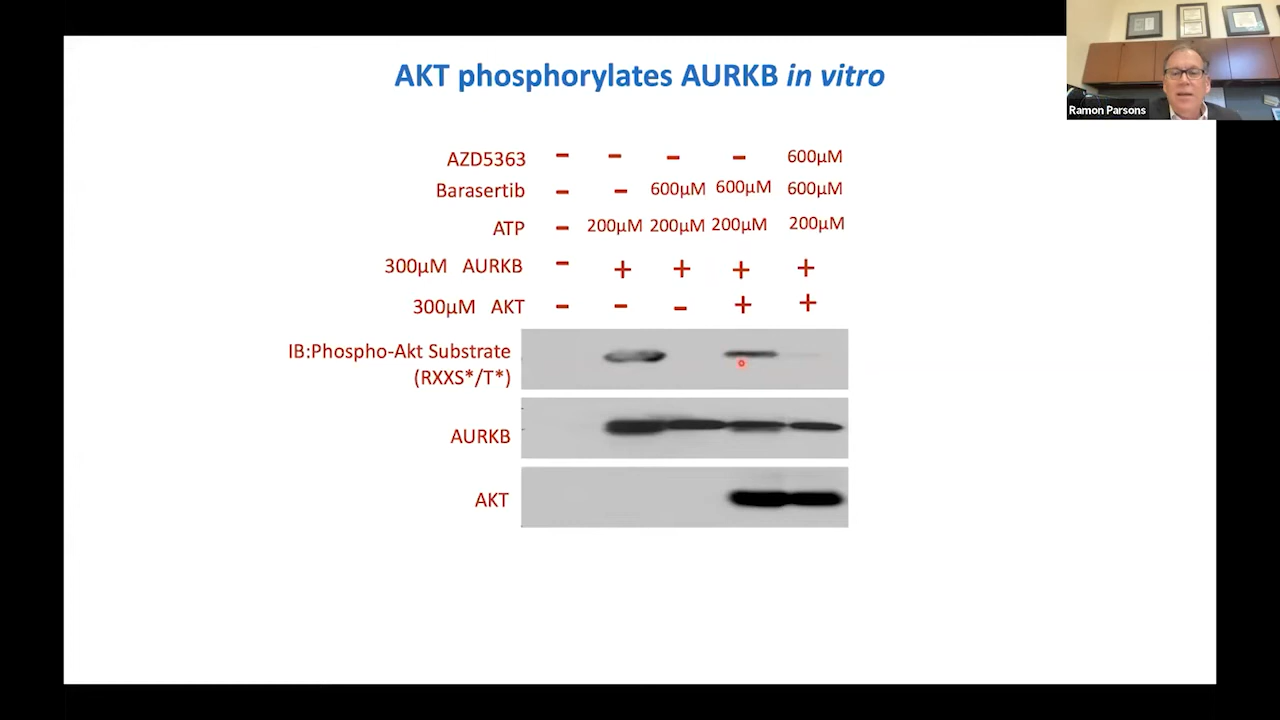 AKT phosphorylates AURKB in vitro
Ramon Parsons
AZD5363 - - - - 600µM
Barasertib - - 600µM 600µM 600µM
ATP - 200µM 200µM 200µM 200µM
300µM AURKB - + + + +
300µM AKT - - - + +
IB:Phospho-Akt Substrate
(RXXS*/T*)
AURKB
AKT